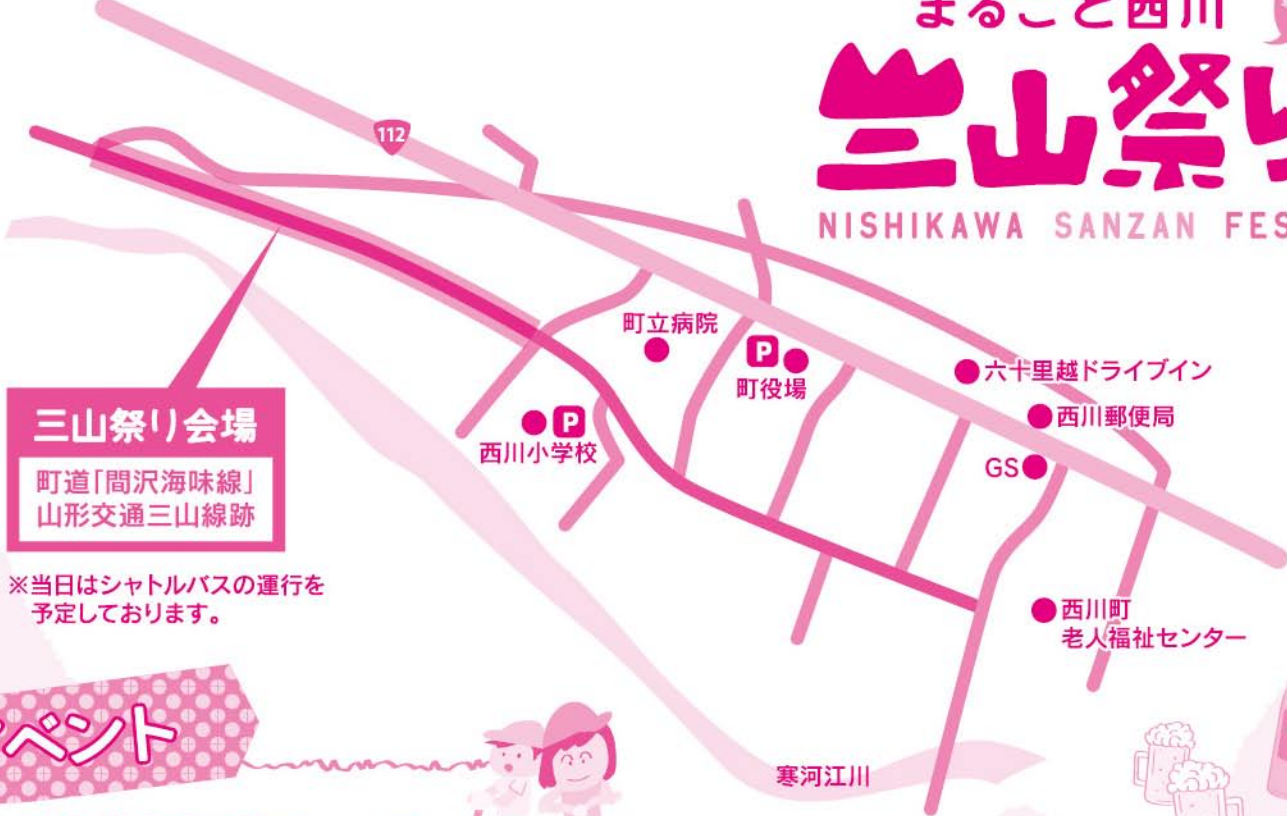 まるごと西川
三山祭り
NISHIKAWA SANZAN FES
112
町立病院
P
町役場
六十里越ドライブイン
西川郵便局
GS
P
西川小学校
三山祭り会場
町道「間沢海味線」
山形交通三山線跡
※当日はシャトルバスの運行を
予定しております。
西川町
老人福祉センター
ベント
寒河江川